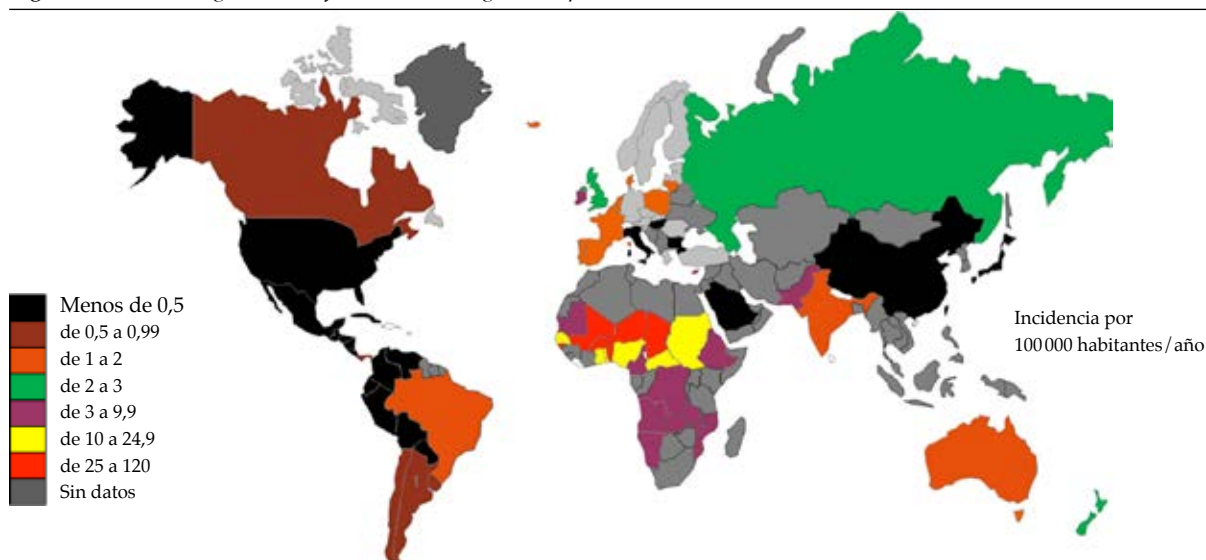 Menos de 0,5
de 0,5 a 0,99
de 1 a 2
de 2 a 3
de 3 a 9,9
de 10 a 24,9
de 25 a 120
Sin datos
Incidencia por
100 000 habitantes/año